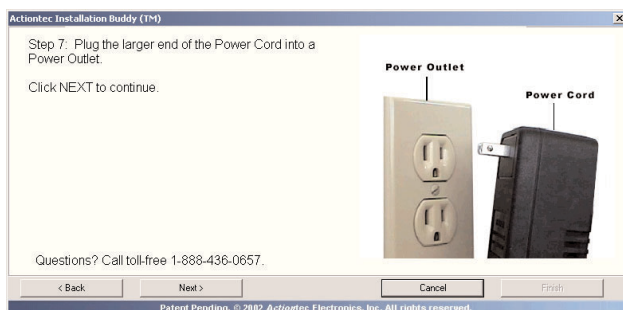 Actiontec Installation Buddy (TM)
Step 7: Plug the larger end of the Power Cord into a
Power Outlet.
Click NEXT to continue.
Power Outlet
Power Cord
Questions? Call toll-free 1-888-436-0657.
< Back
Next >
Cancel
Finish
Patent Pending. © 2002 Actiontec Electronics, Inc. All rights reserved.